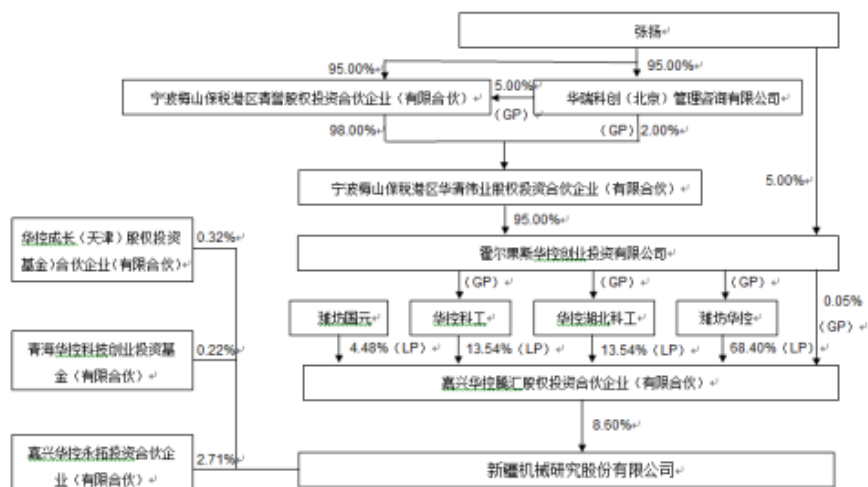 张扬
95.00%
95.00%
宁波梅山保税港区清誉股权投资合伙企业（有限合伙）
5.00%
（GP）
华瑞科创（北京）管理咨询有限公司
98.00%
（GP）
2.00%
宁波梅山保税港区华清伟业股权投资合伙企业（有限合伙）
5.00%
95.00%
华控成长（天津）股权投资
基金)合伙企业(有限合伙)
0.32%
霍尔果斯华控创业投资有限公司
（GP）
（GP）
（GP）
0.05%
（GP）
潍坊国元
华控科工
华控湖北科工
潍坊华控
青海华控科技创业投资基
金（有限合伙）
0.22%
4.48%（LP）
13.54%（LP）
13.54%（LP）
68.40%（LP）
嘉兴华控腾汇股权投资合伙企业（有限合伙）
8.60%
嘉兴华控永拓投资合伙企
业（有限合伙）
2.71%
新疆机械研究股份有限公司